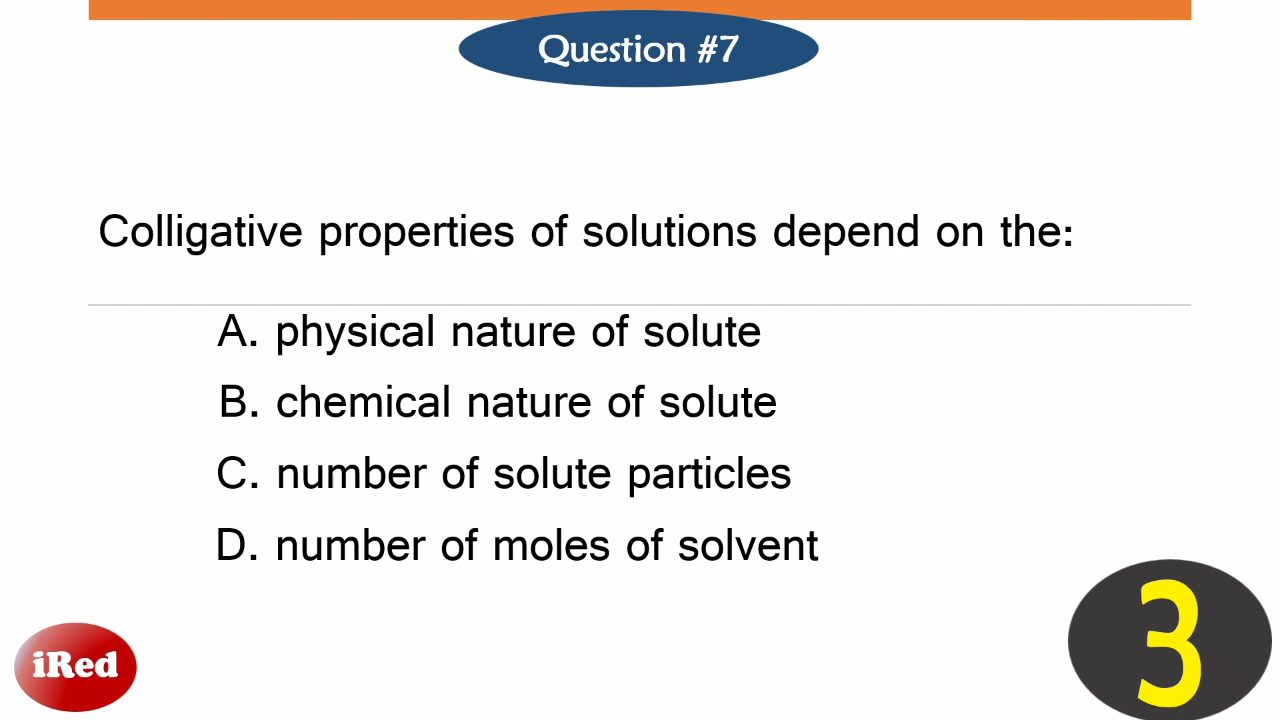 Question #7
Colligative properties of solutions depend on the:
A. physical nature of solute
B. chemical nature of solute
C. number of solute particles
D. number of moles of solvent
iRed
3